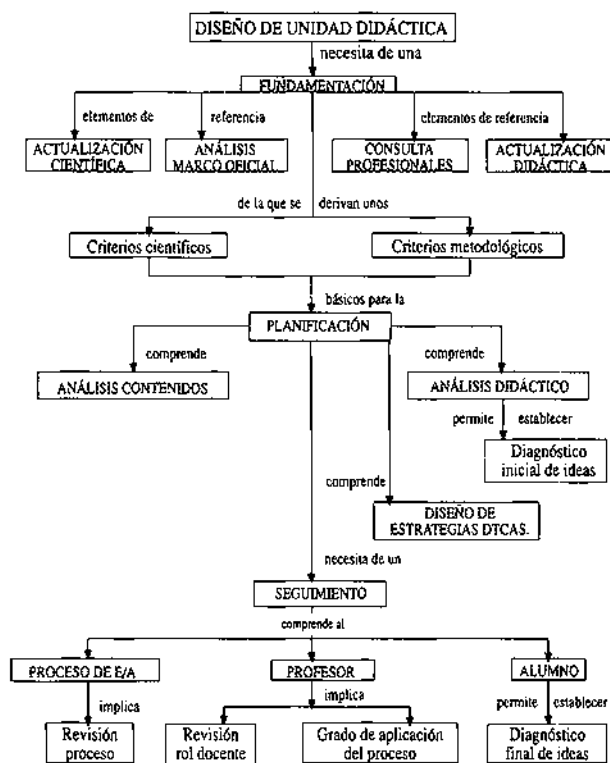 DISEÑO DE UNIDAD DIDÁCTICA
necesita de una
FUNDAMENTACIÓN
elementos de
referencia
elementos de referencia
ACTUALIZACIÓN
CIENTÍFICA
ANÁLISIS
MARCO OFICIAL
CONSULTA
PROFESIONALES
ACTUALIZACIÓN
DIDÁCTICA
de la que se derivan unos
Criterios científicos
Criterios metodológicos
básicos para la
PLANIFICACIÓN
comprende
comprende
ANÁLISIS CONTENIDOS
ANÁLISIS DIDÁCTICO
permite establecer
Diagnóstico
inicial de ideas
comprende
DISEÑO DE
ESTRATEGIAS DTCAS.
necesita de un
SEGUIMIENTO
comprende al
PROCESO DE E/A
PROFESOR
ALUMNO
implica
implica
permite establecer
Revisión
proceso
Revisión
rol docente
Grado de aplicación
del proceso
Diagnóstico
final de ideas